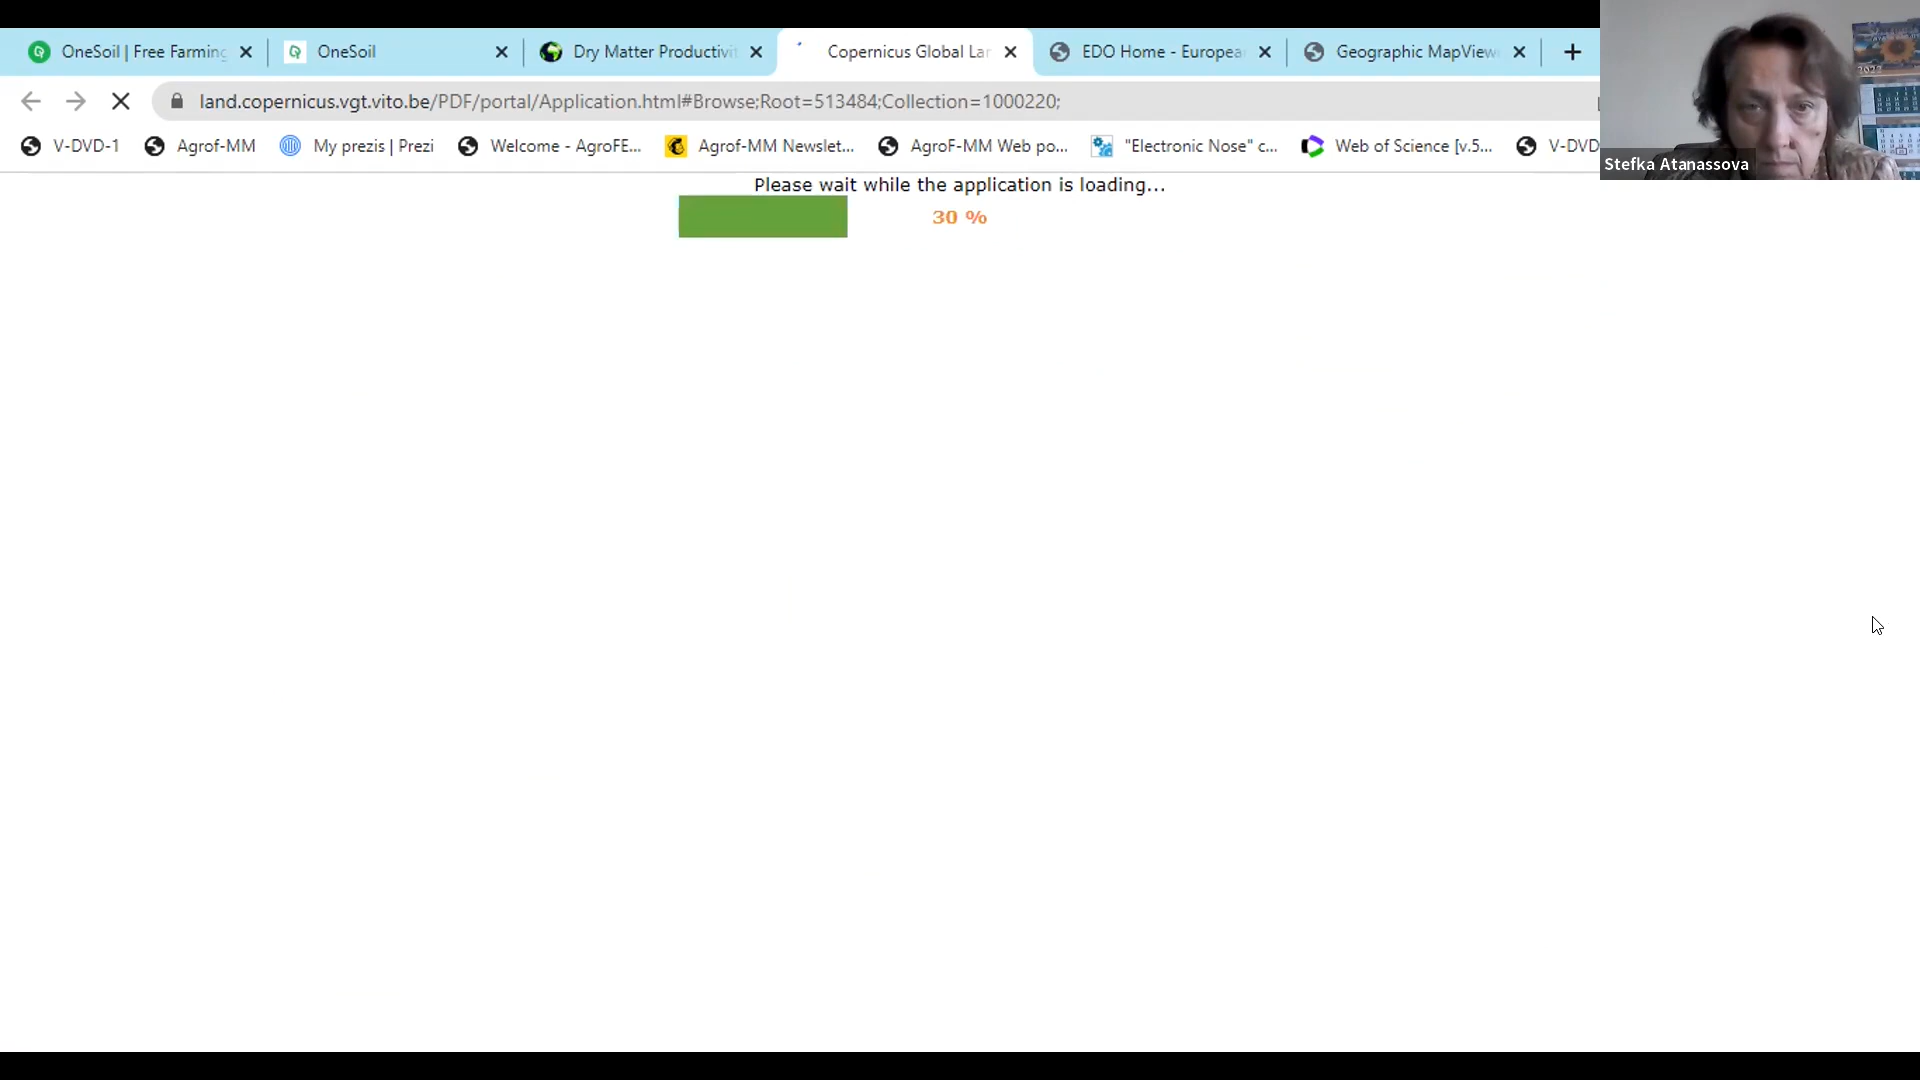 OneSoil | Free Farming
OneSoil
Dry Matter Productivit
Copernicus Global Lan
EDO Home - Europea
Geographic MapView
land.copernicus.vgt.vito.be/PDF/portal/Application.html#Browse;Root=513484;Collection=1000220;
V-DVD-1
Agrof-MM
My prezis | Prezi
Welcome - AgroFE...
Agrof-MM Newslet...
AgroF-MM Web po...
"Electronic Nose" c...
Web of Science [v.5...
V-DVD
Please wait while the application is loading...
30 %
2022
Stefka Atanassova